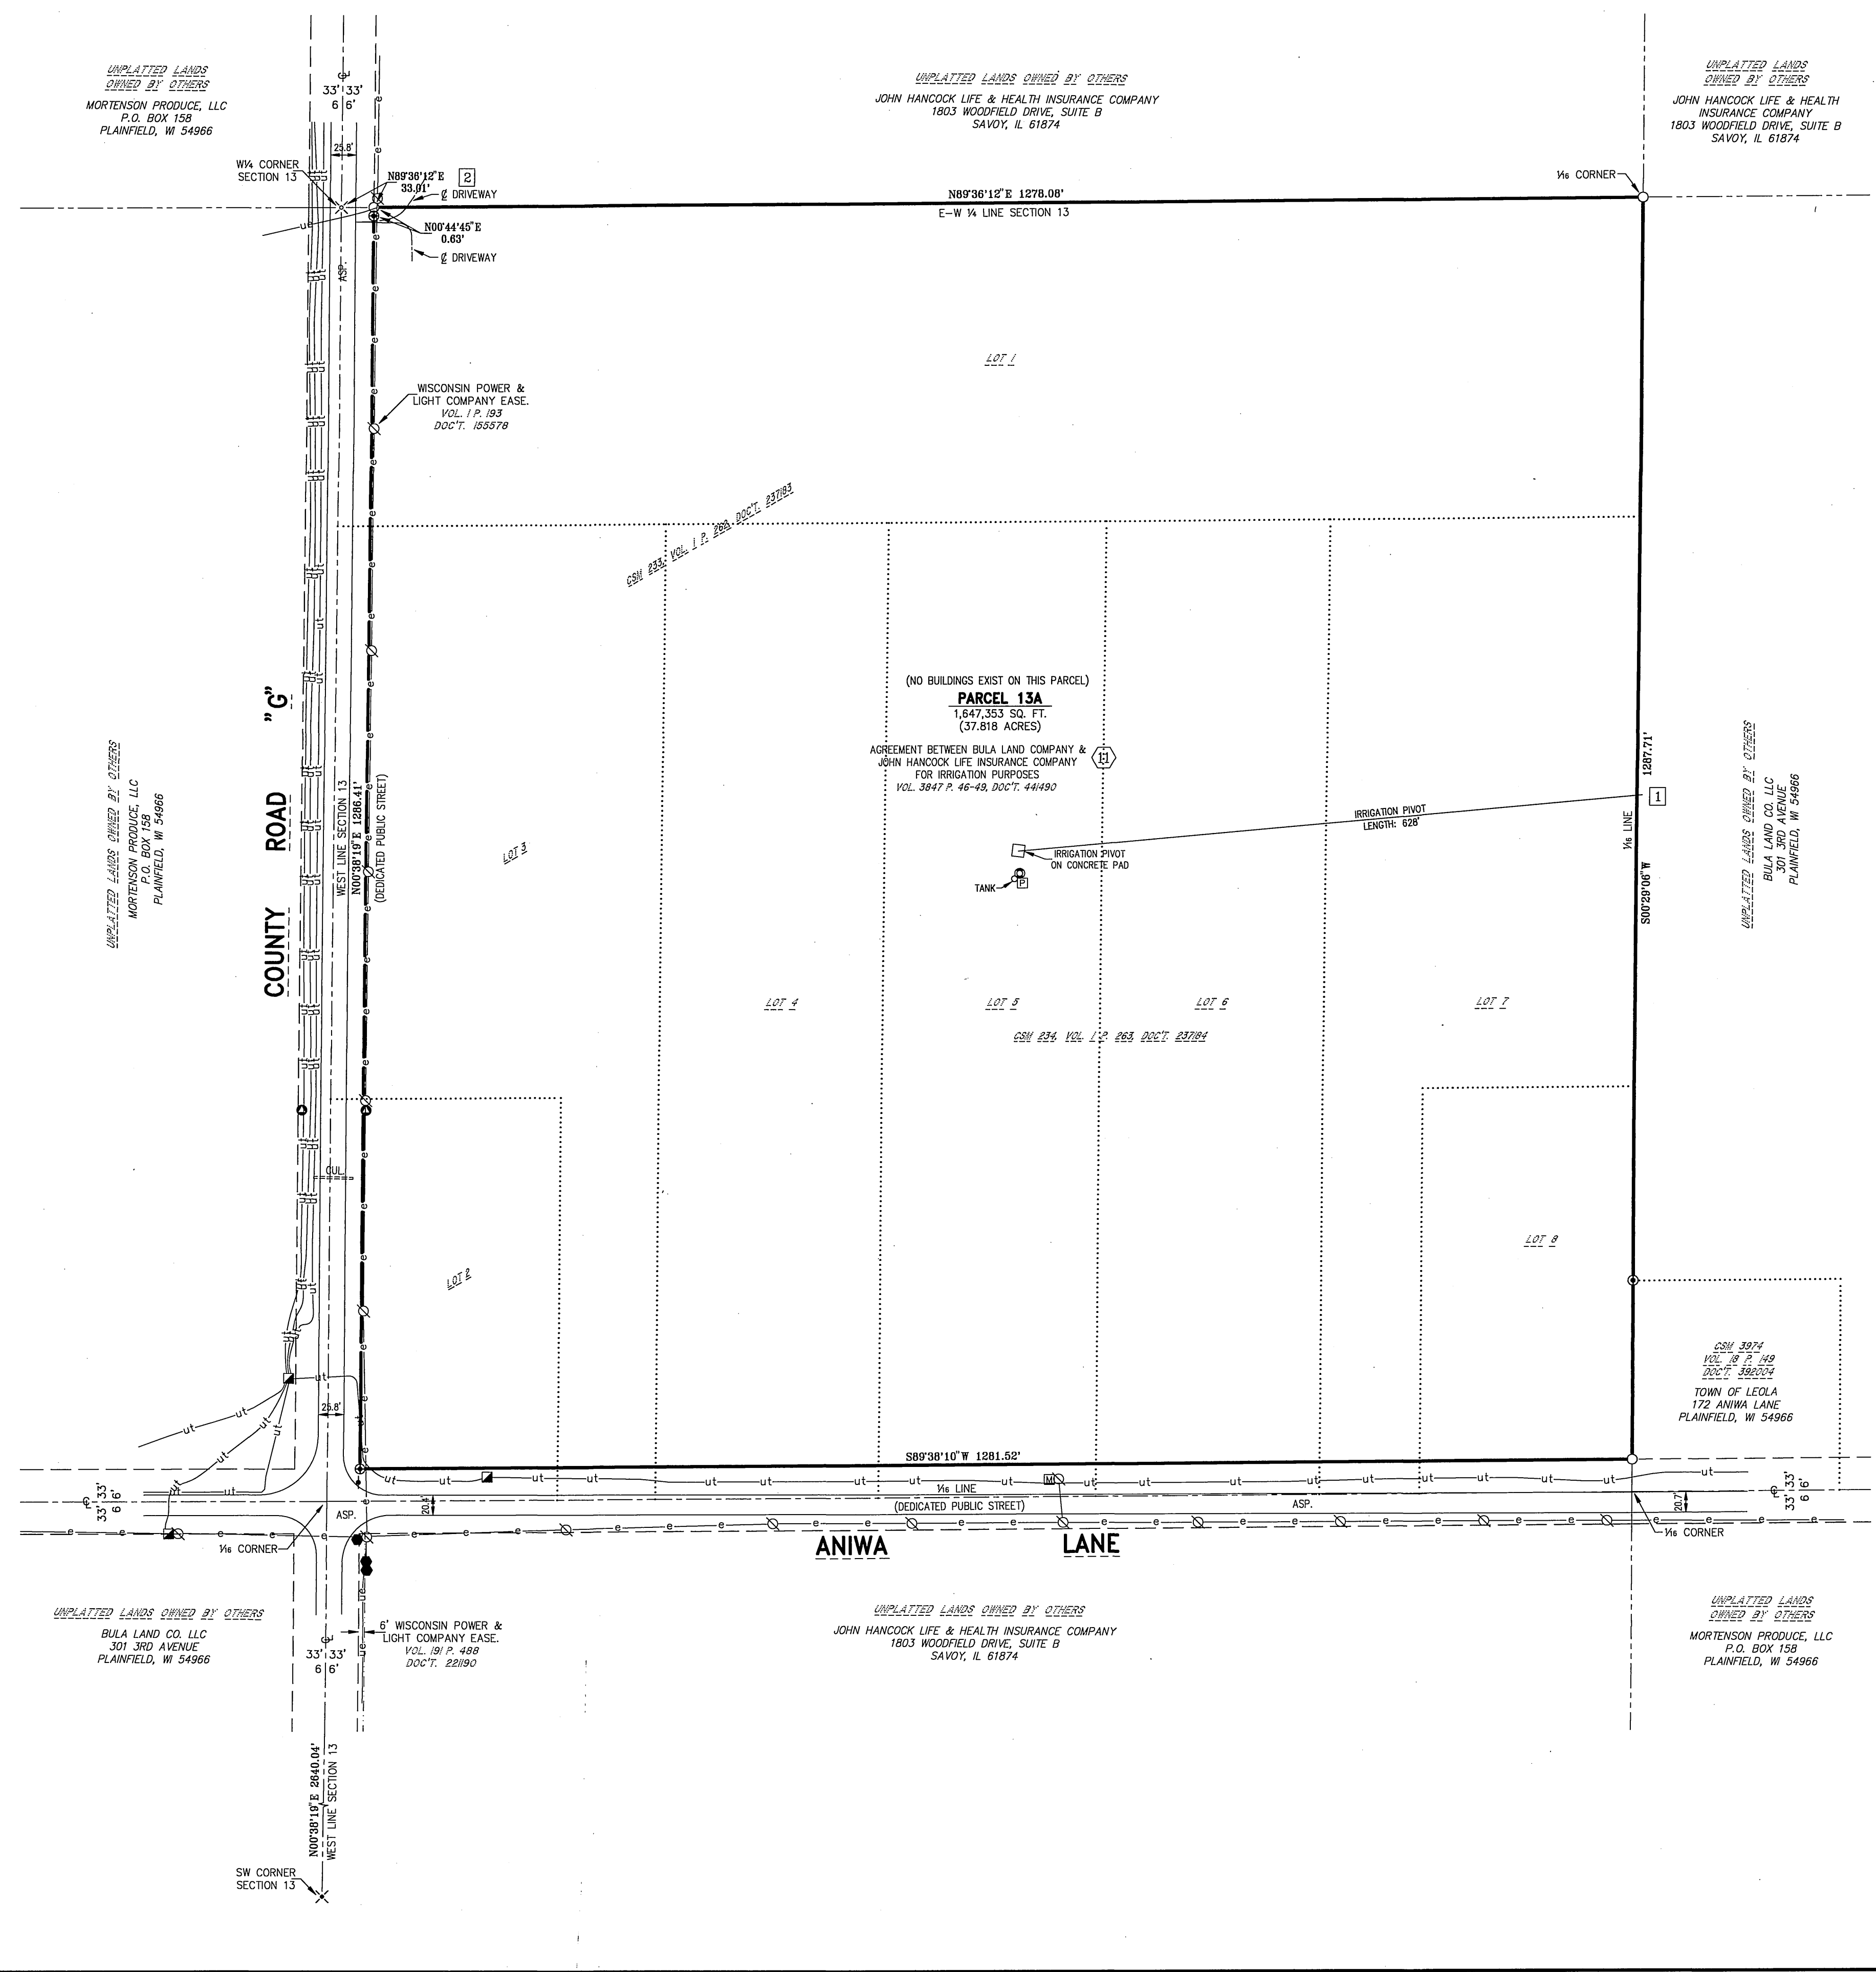 UNPLATTED LANDS
OWNED BY OTHERS
MORTENSON PRODUCE, LLC
P.O. BOX 158
PLAINFIELD, WI 54966
33' 33'
6 6'
25.8'
W1/4 CORNER
SECTION 13
N89°36'12"E
33.01'
2
℄ DRIVEWAY
N00°44'45"E
0.63'
℄ DRIVEWAY
UNPLATTED LANDS OWNED BY OTHERS
JOHN HANCOCK LIFE & HEALTH INSURANCE COMPANY
1803 WOODFIELD DRIVE, SUITE B
SAVOY, IL 61874
UNPLATTED LANDS
OWNED BY OTHERS
JOHN HANCOCK LIFE & HEALTH
INSURANCE COMPANY
1803 WOODFIELD DRIVE, SUITE B
SAVOY, IL 61874
1/16 CORNER
N89°36'12"E 1278.08'
E-W 1/4 LINE SECTION 13
ASP.
LOT 1
WISCONSIN POWER &
LIGHT COMPANY EASE.
VOL. 1 P. 193
DOC'T. 155578
CSM 233, VOL. 1 P. 262, DOC'T. 237183
(NO BUILDINGS EXIST ON THIS PARCEL)
PARCEL 13A
1,647,353 SQ. FT.
(37.818 ACRES)
AGREEMENT BETWEEN BULA LAND COMPANY &
JOHN HANCOCK LIFE INSURANCE COMPANY
FOR IRRIGATION PURPOSES
VOL. 3847 P. 46-49, DOC'T. 441490
11
UNPLATTED LANDS OWNED BY OTHERS
MORTENSON PRODUCE, LLC
P.O. BOX 158
PLAINFIELD, WI 54966
COUNTY ROAD "G"
WEST LINE SECTION 13
N00°38'19"E 1286.41'
(DEDICATED PUBLIC STREET)
LOT 3
IRRIGATION PIVOT
LENGTH: 628'
IRRIGATION PIVOT
ON CONCRETE PAD
TANK
P
1
1/16 LINE
S00°29'06"W 1287.71'
UNPLATTED LANDS OWNED BY OTHERS
BULA LAND CO. LLC
301 3RD AVENUE
PLAINFIELD, WI 54966
LOT 4
LOT 5
LOT 6
LOT 7
CSM 234, VOL. 1 P. 263, DOC'T. 237184
CUL.
LOT 2
LOT 8
CSM 3974
VOL. 18 P. 149
DOC'T. 392004
TOWN OF LEOLA
172 ANIWA LANE
PLAINFIELD, WI 54966
25.8'
S89°38'10"W 1281.52'
M
1/16 LINE
(DEDICATED PUBLIC STREET)
ASP.
ASP.
33' 33'
6' 6'
20.7'
33' 33'
6' 6'
1/16 CORNER
1/16 CORNER
ANIWA LANE
UNPLATTED LANDS OWNED BY OTHERS
BULA LAND CO. LLC
301 3RD AVENUE
PLAINFIELD, WI 54966
33' 33'
6 6'
6' WISCONSIN POWER &
LIGHT COMPANY EASE.
VOL. 191 P. 488
DOC'T. 221190
UNPLATTED LANDS OWNED BY OTHERS
JOHN HANCOCK LIFE & HEALTH INSURANCE COMPANY
1803 WOODFIELD DRIVE, SUITE B
SAVOY, IL 61874
UNPLATTED LANDS
OWNED BY OTHERS
MORTENSON PRODUCE, LLC
P.O. BOX 158
PLAINFIELD, WI 54966
N00°38'19"E 2640.04'
WEST LINE SECTION 13
SW CORNER
SECTION 13